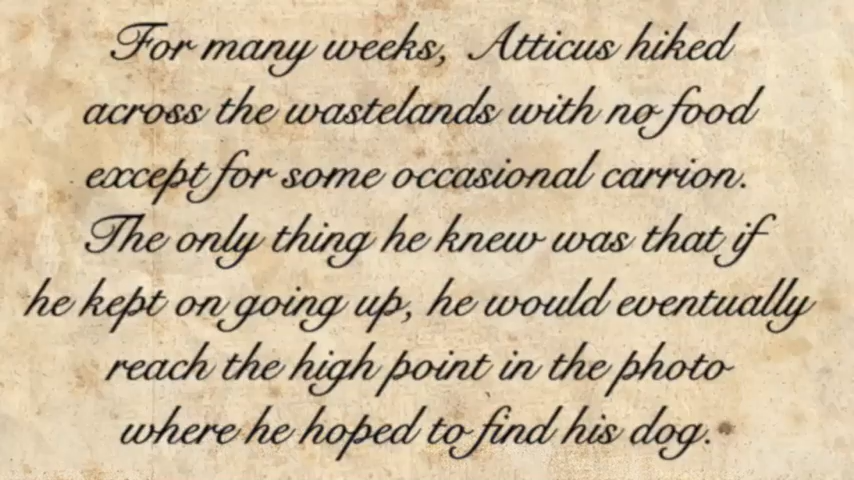 For many weeks, Atticus hiked
across the wastelands with no food
except for some occasional carrion.
The only thing he knew was that if
he kept on going up, he would eventually
reach the high point in the photo
where he hoped to find his dog.